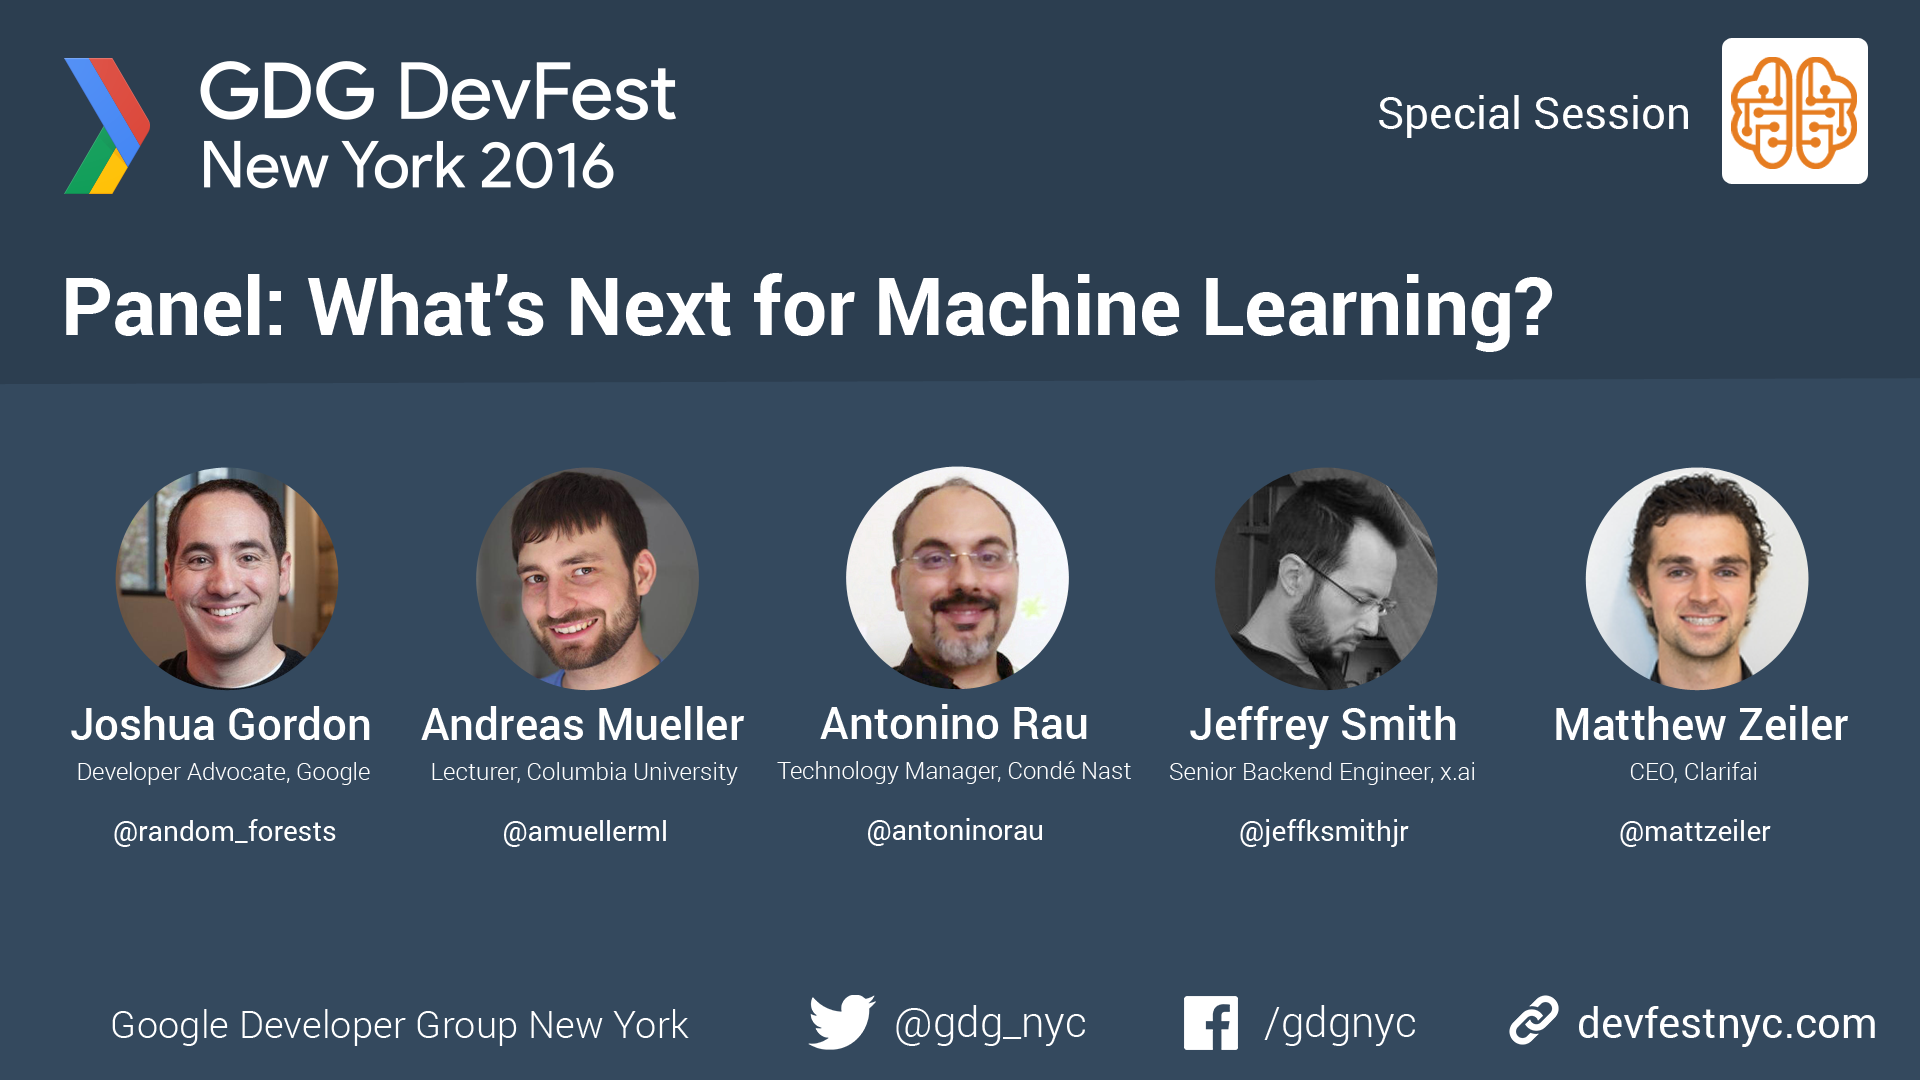 GDG DevFest
New York 2016
Special Session
Panel: What's Next for Machine Learning?
Joshua Gordon
Developer Advocate, Google
@random_forests
Andreas Mueller
Lecturer, Columbia University
@amuellerml
Antonino Rau
Technology Manager, Condé Nast
@antoninorau
Jeffrey Smith
Senior Backend Engineer, x.ai
@jeffksmithjr
Matthew Zeiler
CEO, Clarifai
@mattzeiler
Google Developer Group New York
@gdg_nyc
/gdgnyc
devfestnyc.com